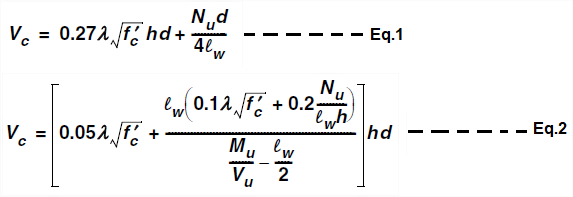 V_c = 0.27λ√f'_c hd + N_u d / 4ℓ_w — — — — — — Eq.1
V_c = [0.05λ√f'_c + ℓ_w(0.1λ√f'_c + 0.2 N_u / ℓ_w h) / (M_u / V_u − ℓ_w / 2)] hd — — — — — — Eq.2